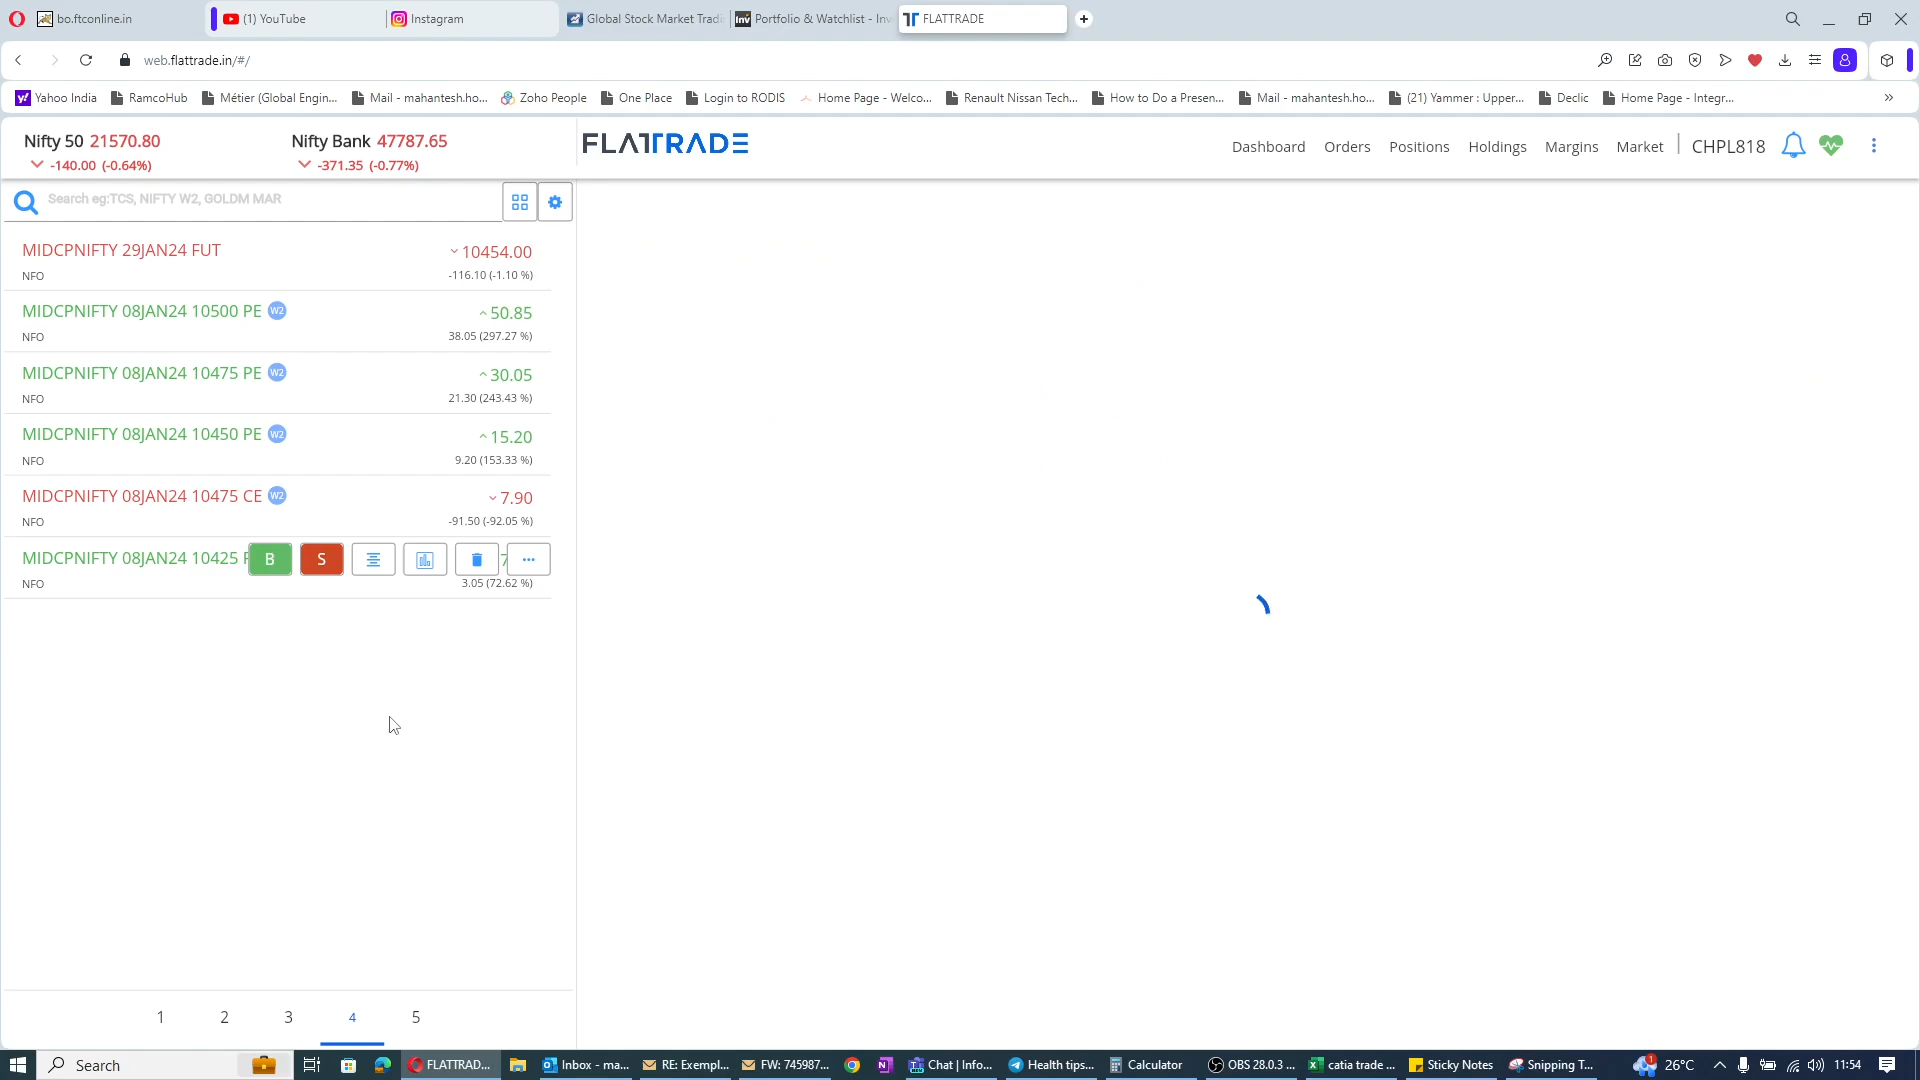 bo.ftconline.in
(1) YouTube
Instagram
Global Stock Market Tradi
Portfolio & Watchlist - Inv
FLATTRADE
web.flattrade.in/#/
Yahoo India
RamcoHub
Métier (Global Engin...
Mail - mahantesh.ho...
Zoho People
One Place
Login to RODIS
Home Page - Welco...
Renault Nissan Tech...
How to Do a Presen...
Mail - mahantesh.ho...
(21) Yammer : Upper...
Declic
Home Page - Integr...
Nifty 50 21570.80
-140.00 (-0.64%)
Nifty Bank 47787.65
-371.35 (-0.77%)
FLATTRADE
Dashboard
Orders
Positions
Holdings
Margins
Market
CHPL818
Search eg:TCS, NIFTY W2, GOLDM MAR
MIDCPNIFTY 29JAN24 FUT
10454.00
NFO
-116.10 (-1.10 %)
MIDCPNIFTY 08JAN24 10500 PE W2
50.85
NFO
38.05 (297.27 %)
MIDCPNIFTY 08JAN24 10475 PE W2
30.05
NFO
21.30 (243.43 %)
MIDCPNIFTY 08JAN24 10450 PE W2
15.20
NFO
9.20 (153.33 %)
MIDCPNIFTY 08JAN24 10475 CE W2
7.90
NFO
-91.50 (-92.05 %)
MIDCPNIFTY 08JAN24 10425
B
S
7
NFO
3.05 (72.62 %)
1
2
3
4
5
Search
FLATTRAD...
Inbox - ma...
RE: Exempl...
FW: 745987...
Chat | Info...
Health tips...
Calculator
OBS 28.0.3 ...
catia trade ...
Sticky Notes
Snipping T...
1
26°C
11:54